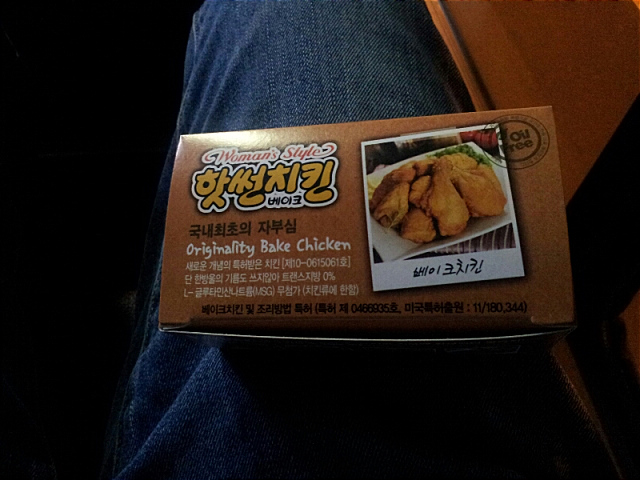 Woman's Style
핫썬치킨
베이크
국내최초의 자부심
Originality Bake Chicken
새로운 개념의 특허받은 치킨 [제10-0615061호]
단 한방울의 기름도 쓰지않아 트랜스지방 0%
L- 글루타민산나트륨(MSG) 무첨가 (치킨류에 한함)
베이크치킨 및 조리방법 특허 (특허 제 0466935호, 미국특허출원 : 11/180,344)
Oil Free
베이크치킨